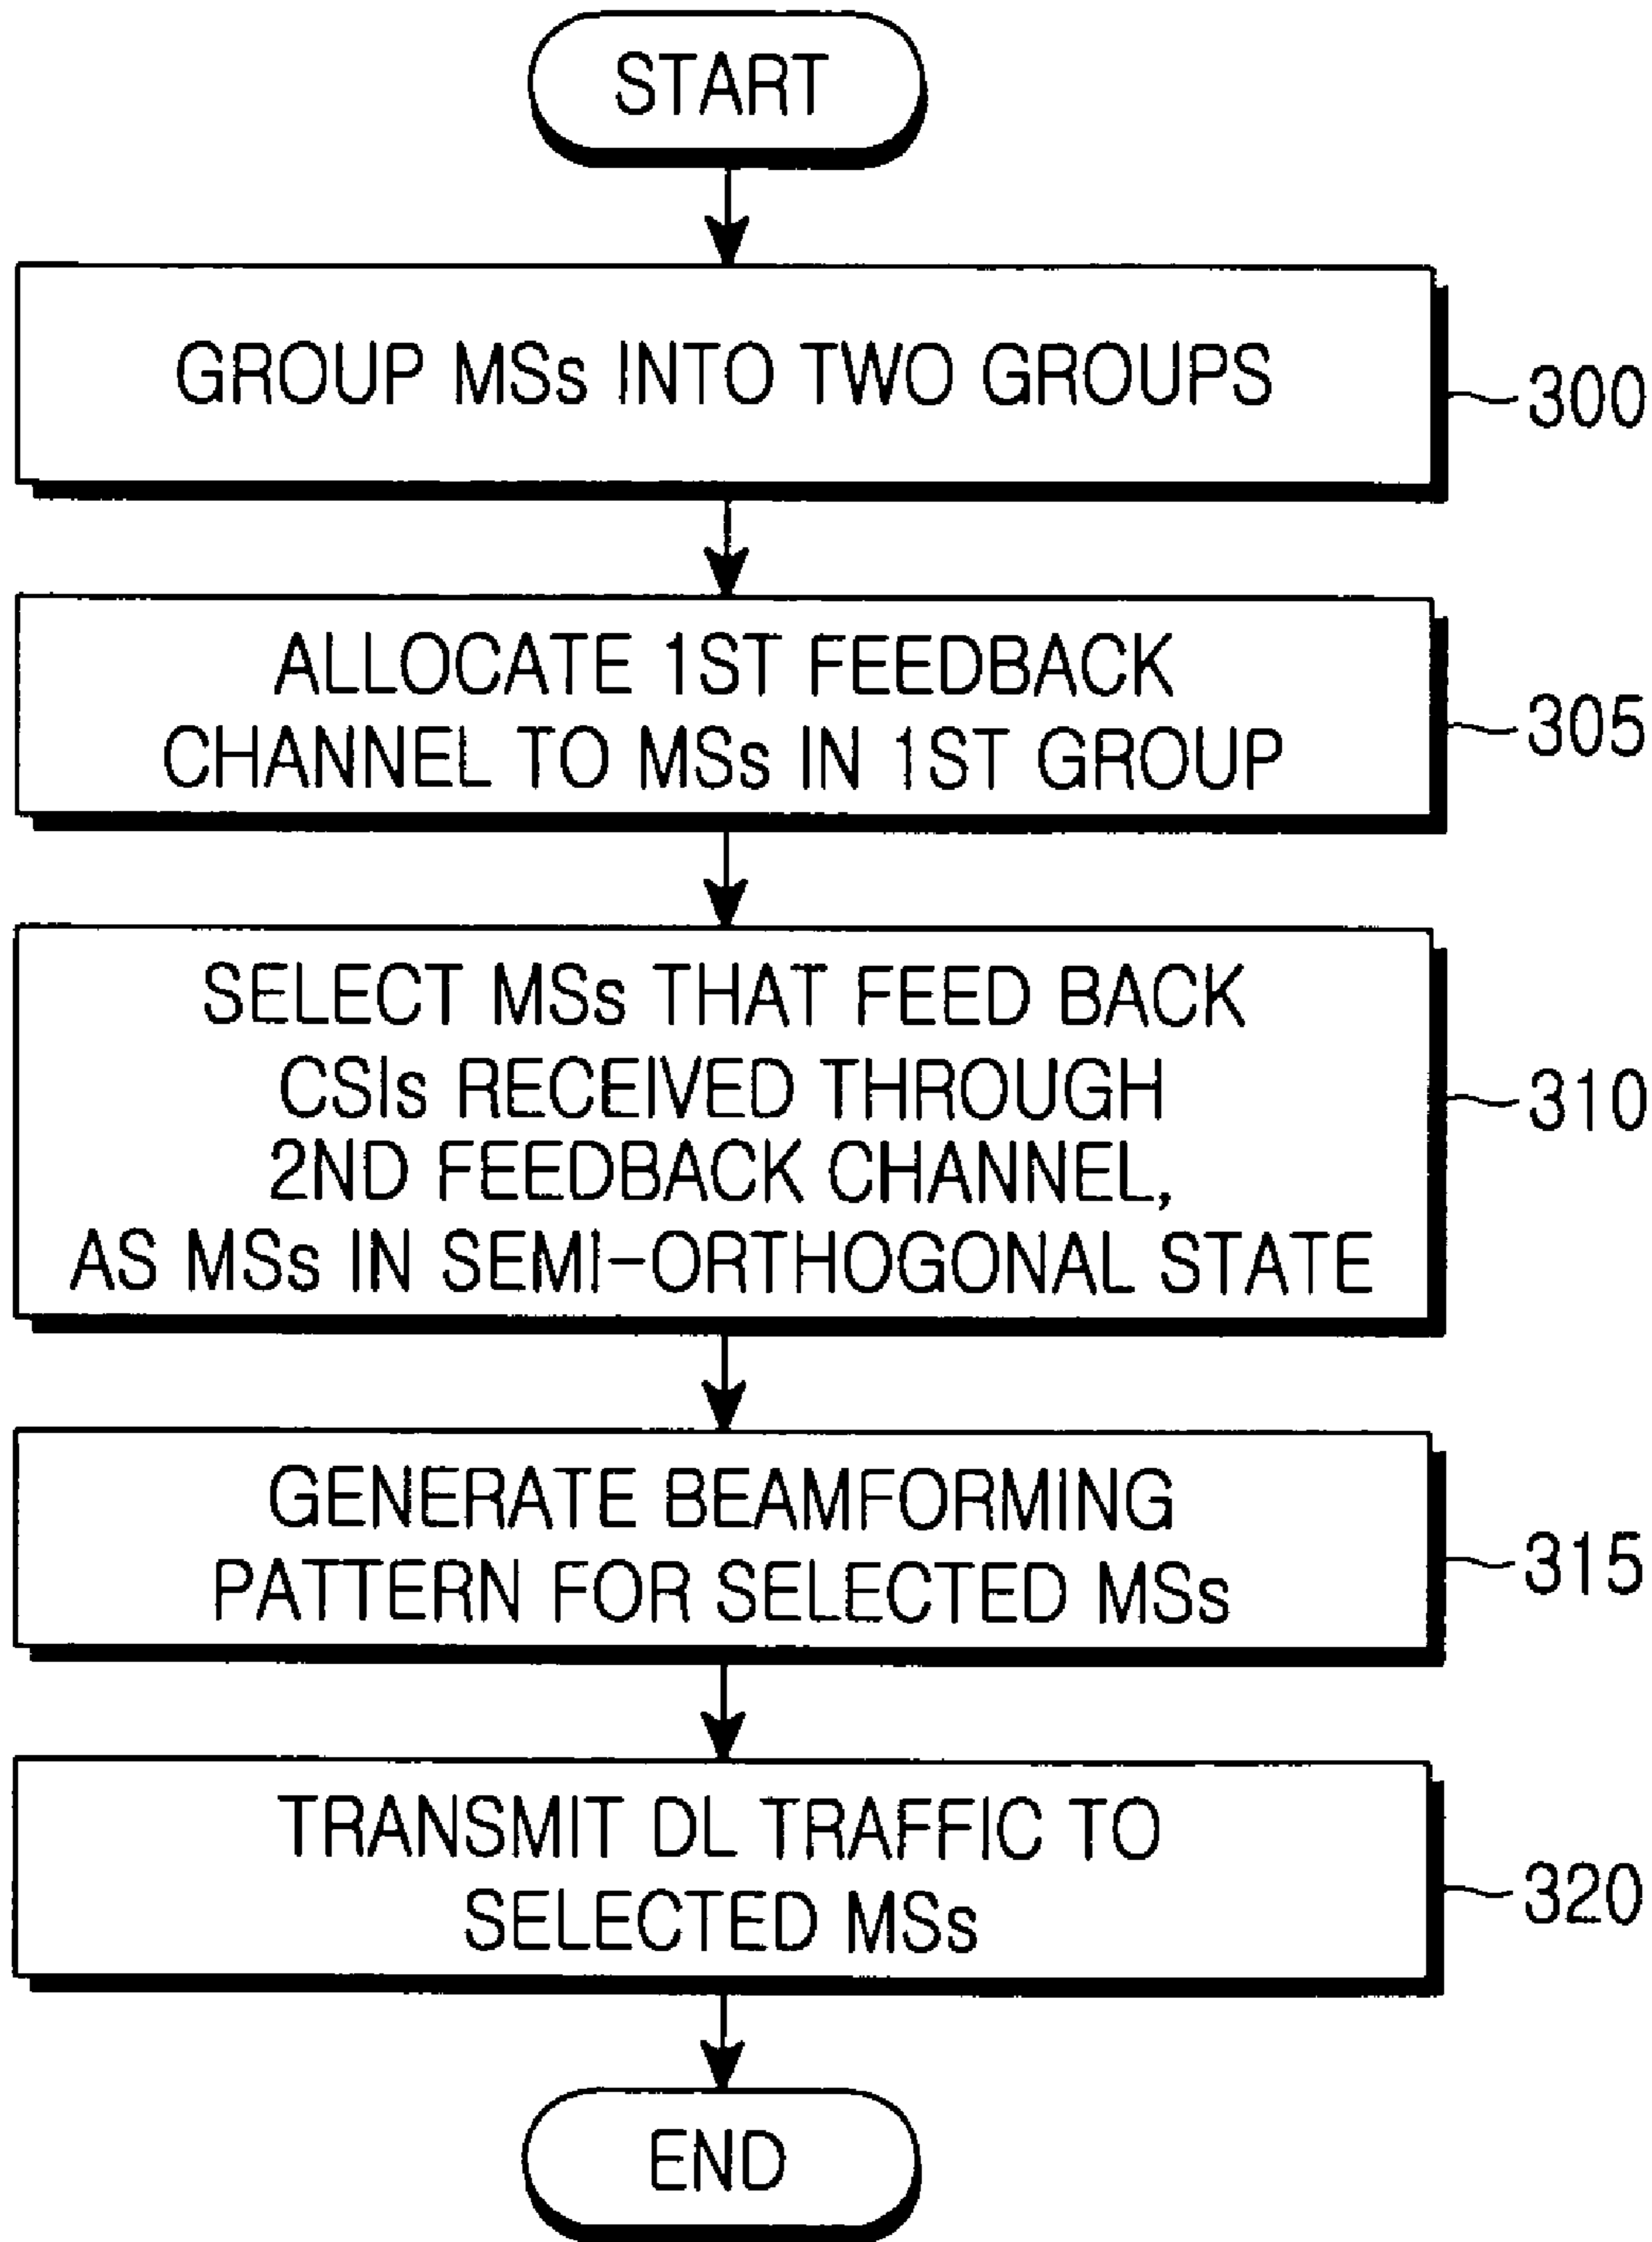 START
GROUP MSs INTO TWO GROUPS
300
ALLOCATE 1ST FEEDBACK
CHANNEL TO MSs IN 1ST GROUP
305
SELECT MSs THAT FEED BACK
CSIs RECEIVED THROUGH
2ND FEEDBACK CHANNEL,
AS MSs IN SEMI-ORTHOGONAL STATE
310
GENERATE BEAMFORMING
PATTERN FOR SELECTED MSs
315
TRANSMIT DL TRAFFIC TO
SELECTED MSs
320
END